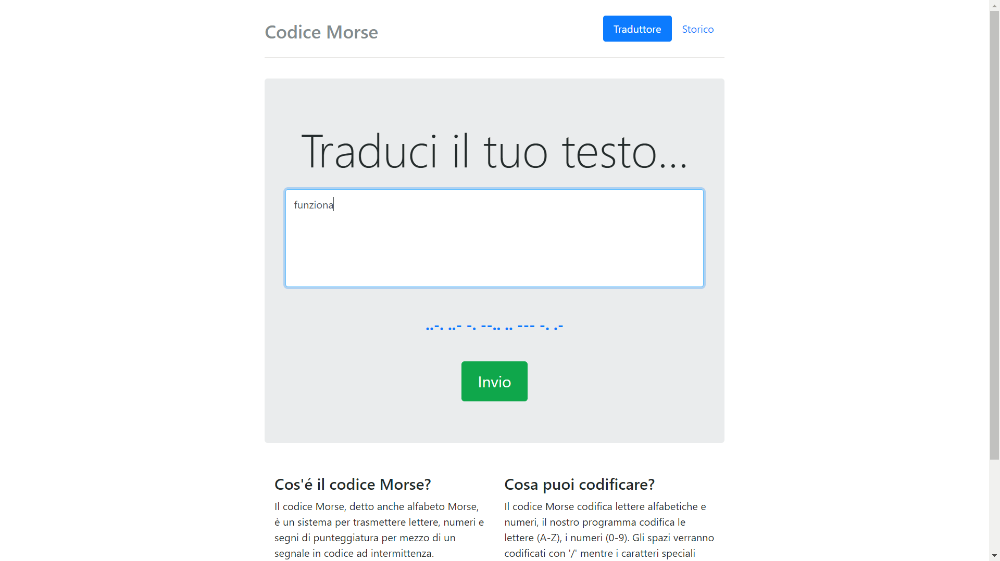 Codice Morse
Traduttore
Storico
Traduci il tuo testo...
funziona
..-. ..- -. --.. .. --- -. .-
Invio
Cos'é il codice Morse?
Il codice Morse, detto anche alfabeto Morse,
è un sistema per trasmettere lettere, numeri e
segni di punteggiatura per mezzo di un
segnale in codice ad intermittenza.
Cosa puoi codificare?
Il codice Morse codifica lettere alfabetiche e
numeri, il nostro programma codifica le
lettere (A-Z), i numeri (0-9). Gli spazi verranno
codificati con '/' mentre i caratteri speciali